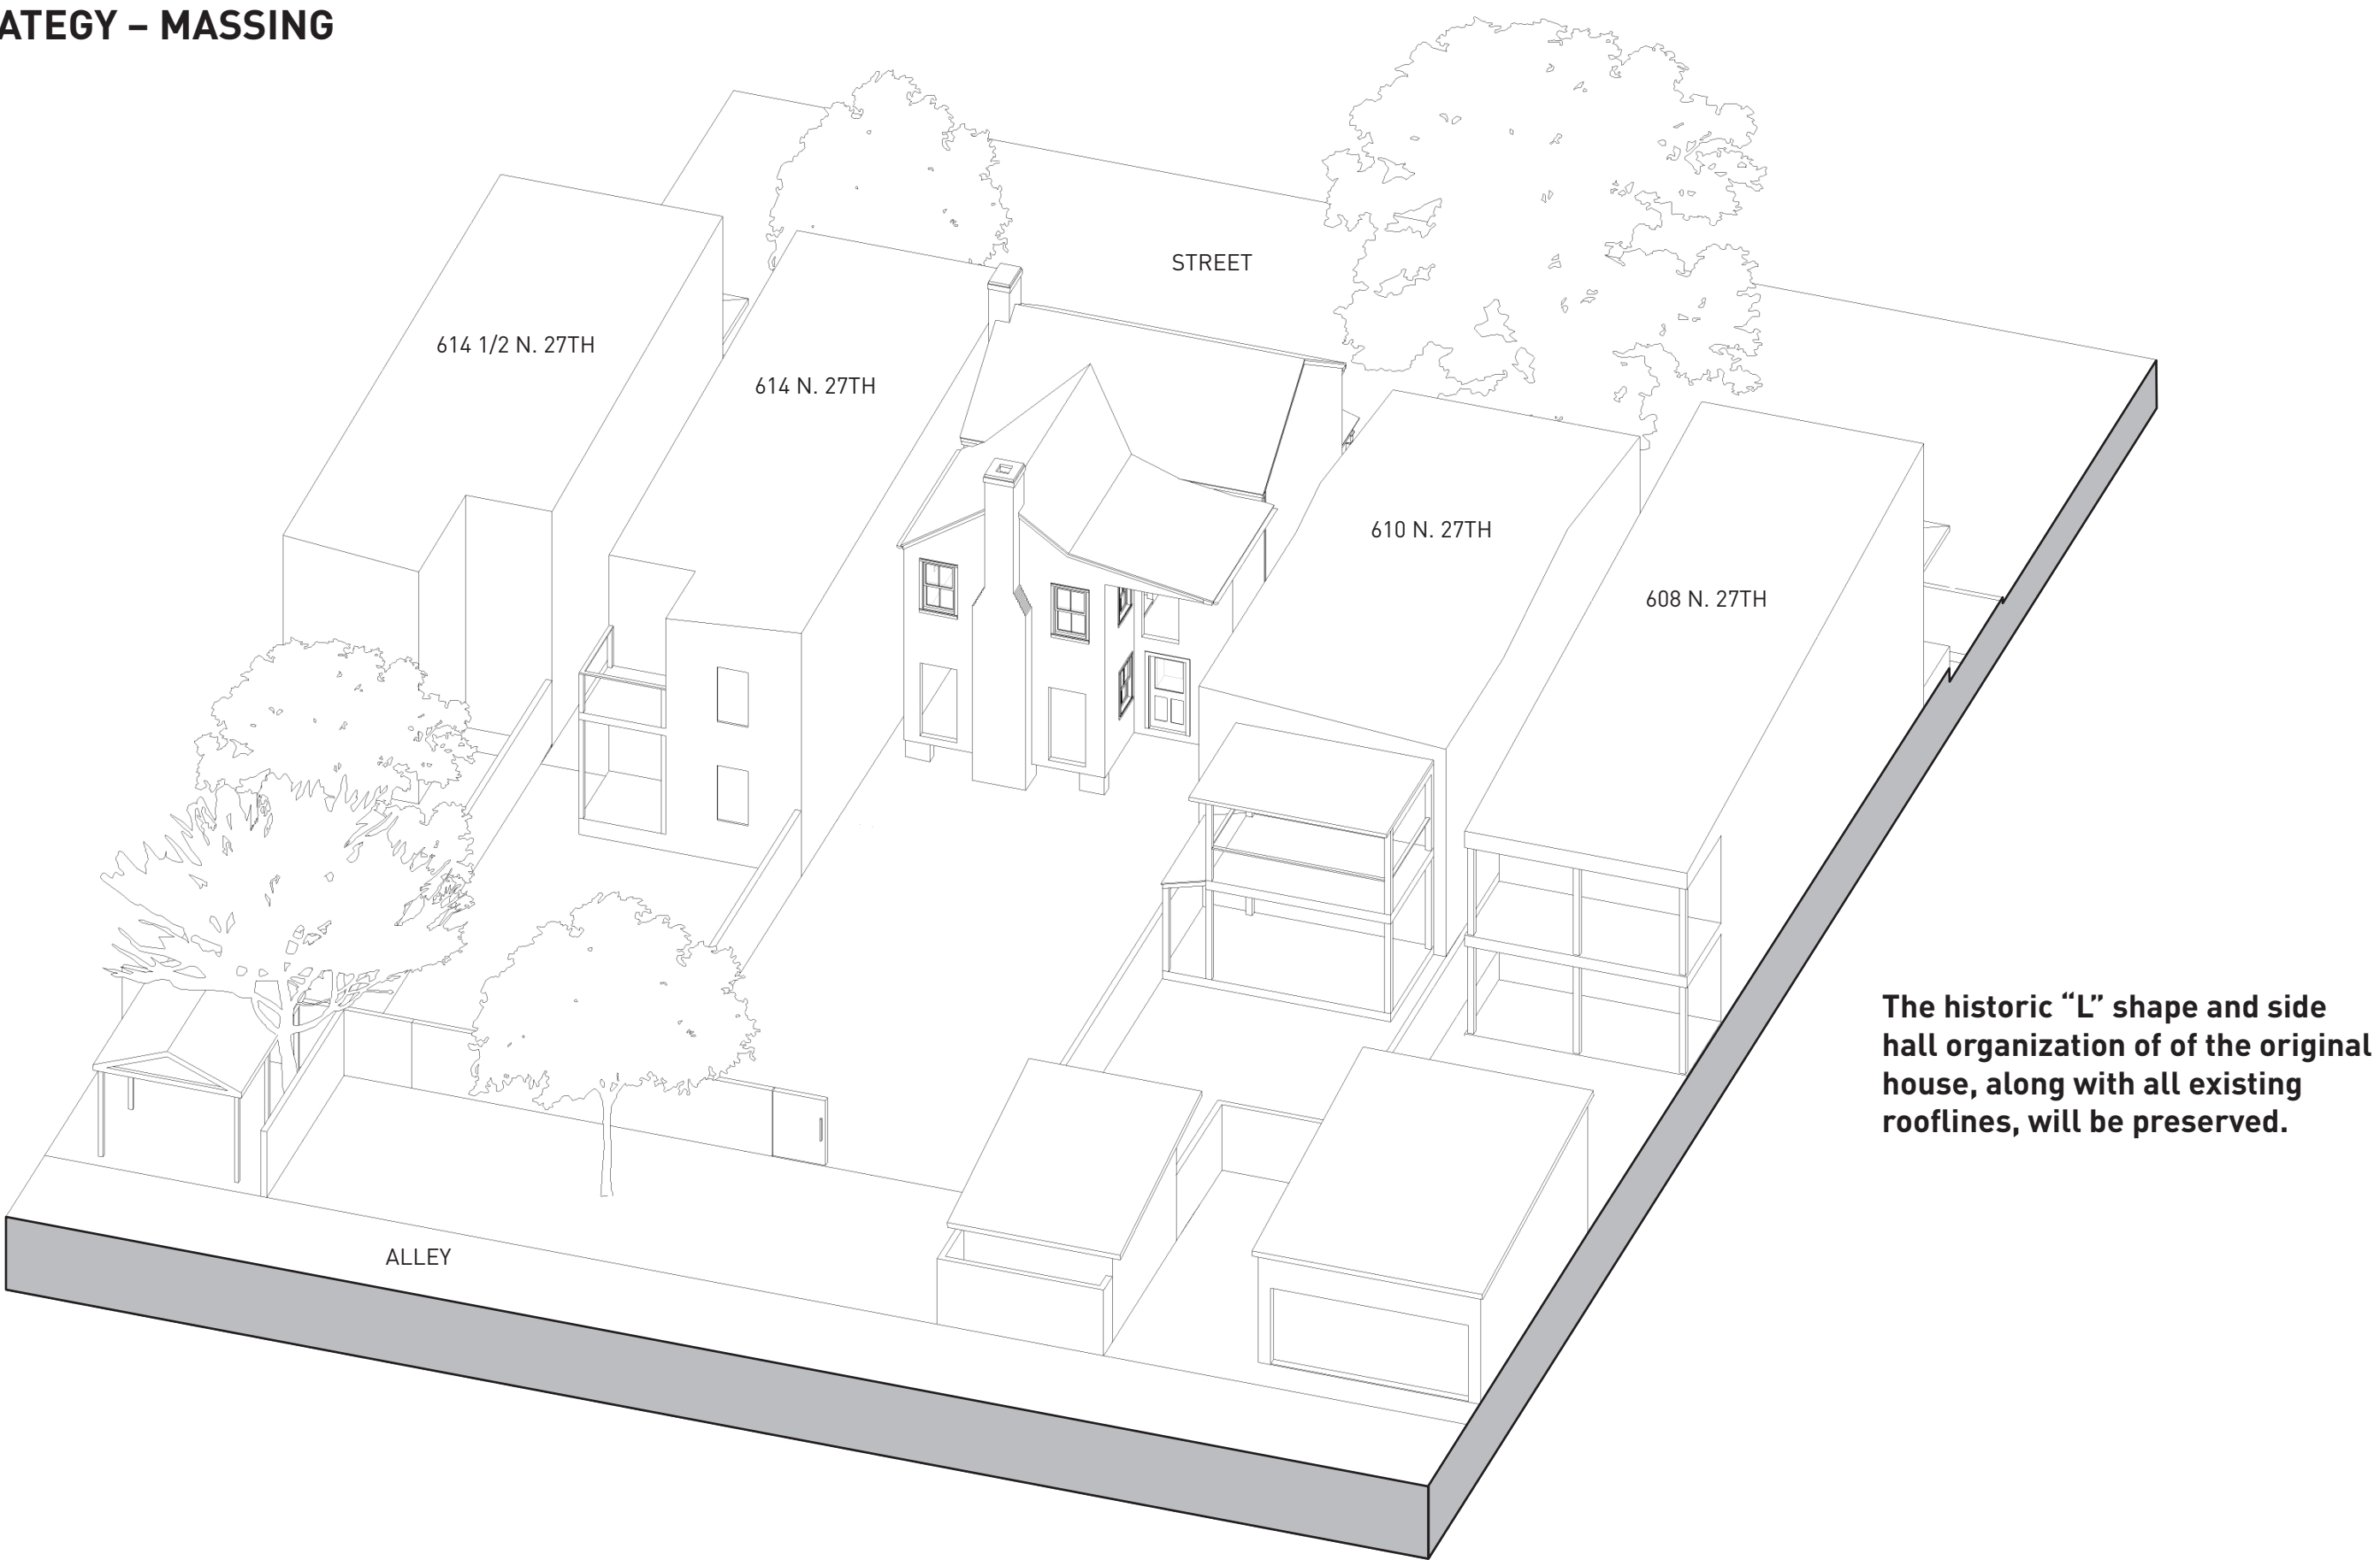 ATEGY – MASSING
STREET
614 1/2 N. 27TH
614 N. 27TH
610 N. 27TH
608 N. 27TH
The historic “L” shape and side
hall organization of of the original
house, along with all existing
rooflines, will be preserved.
ALLEY